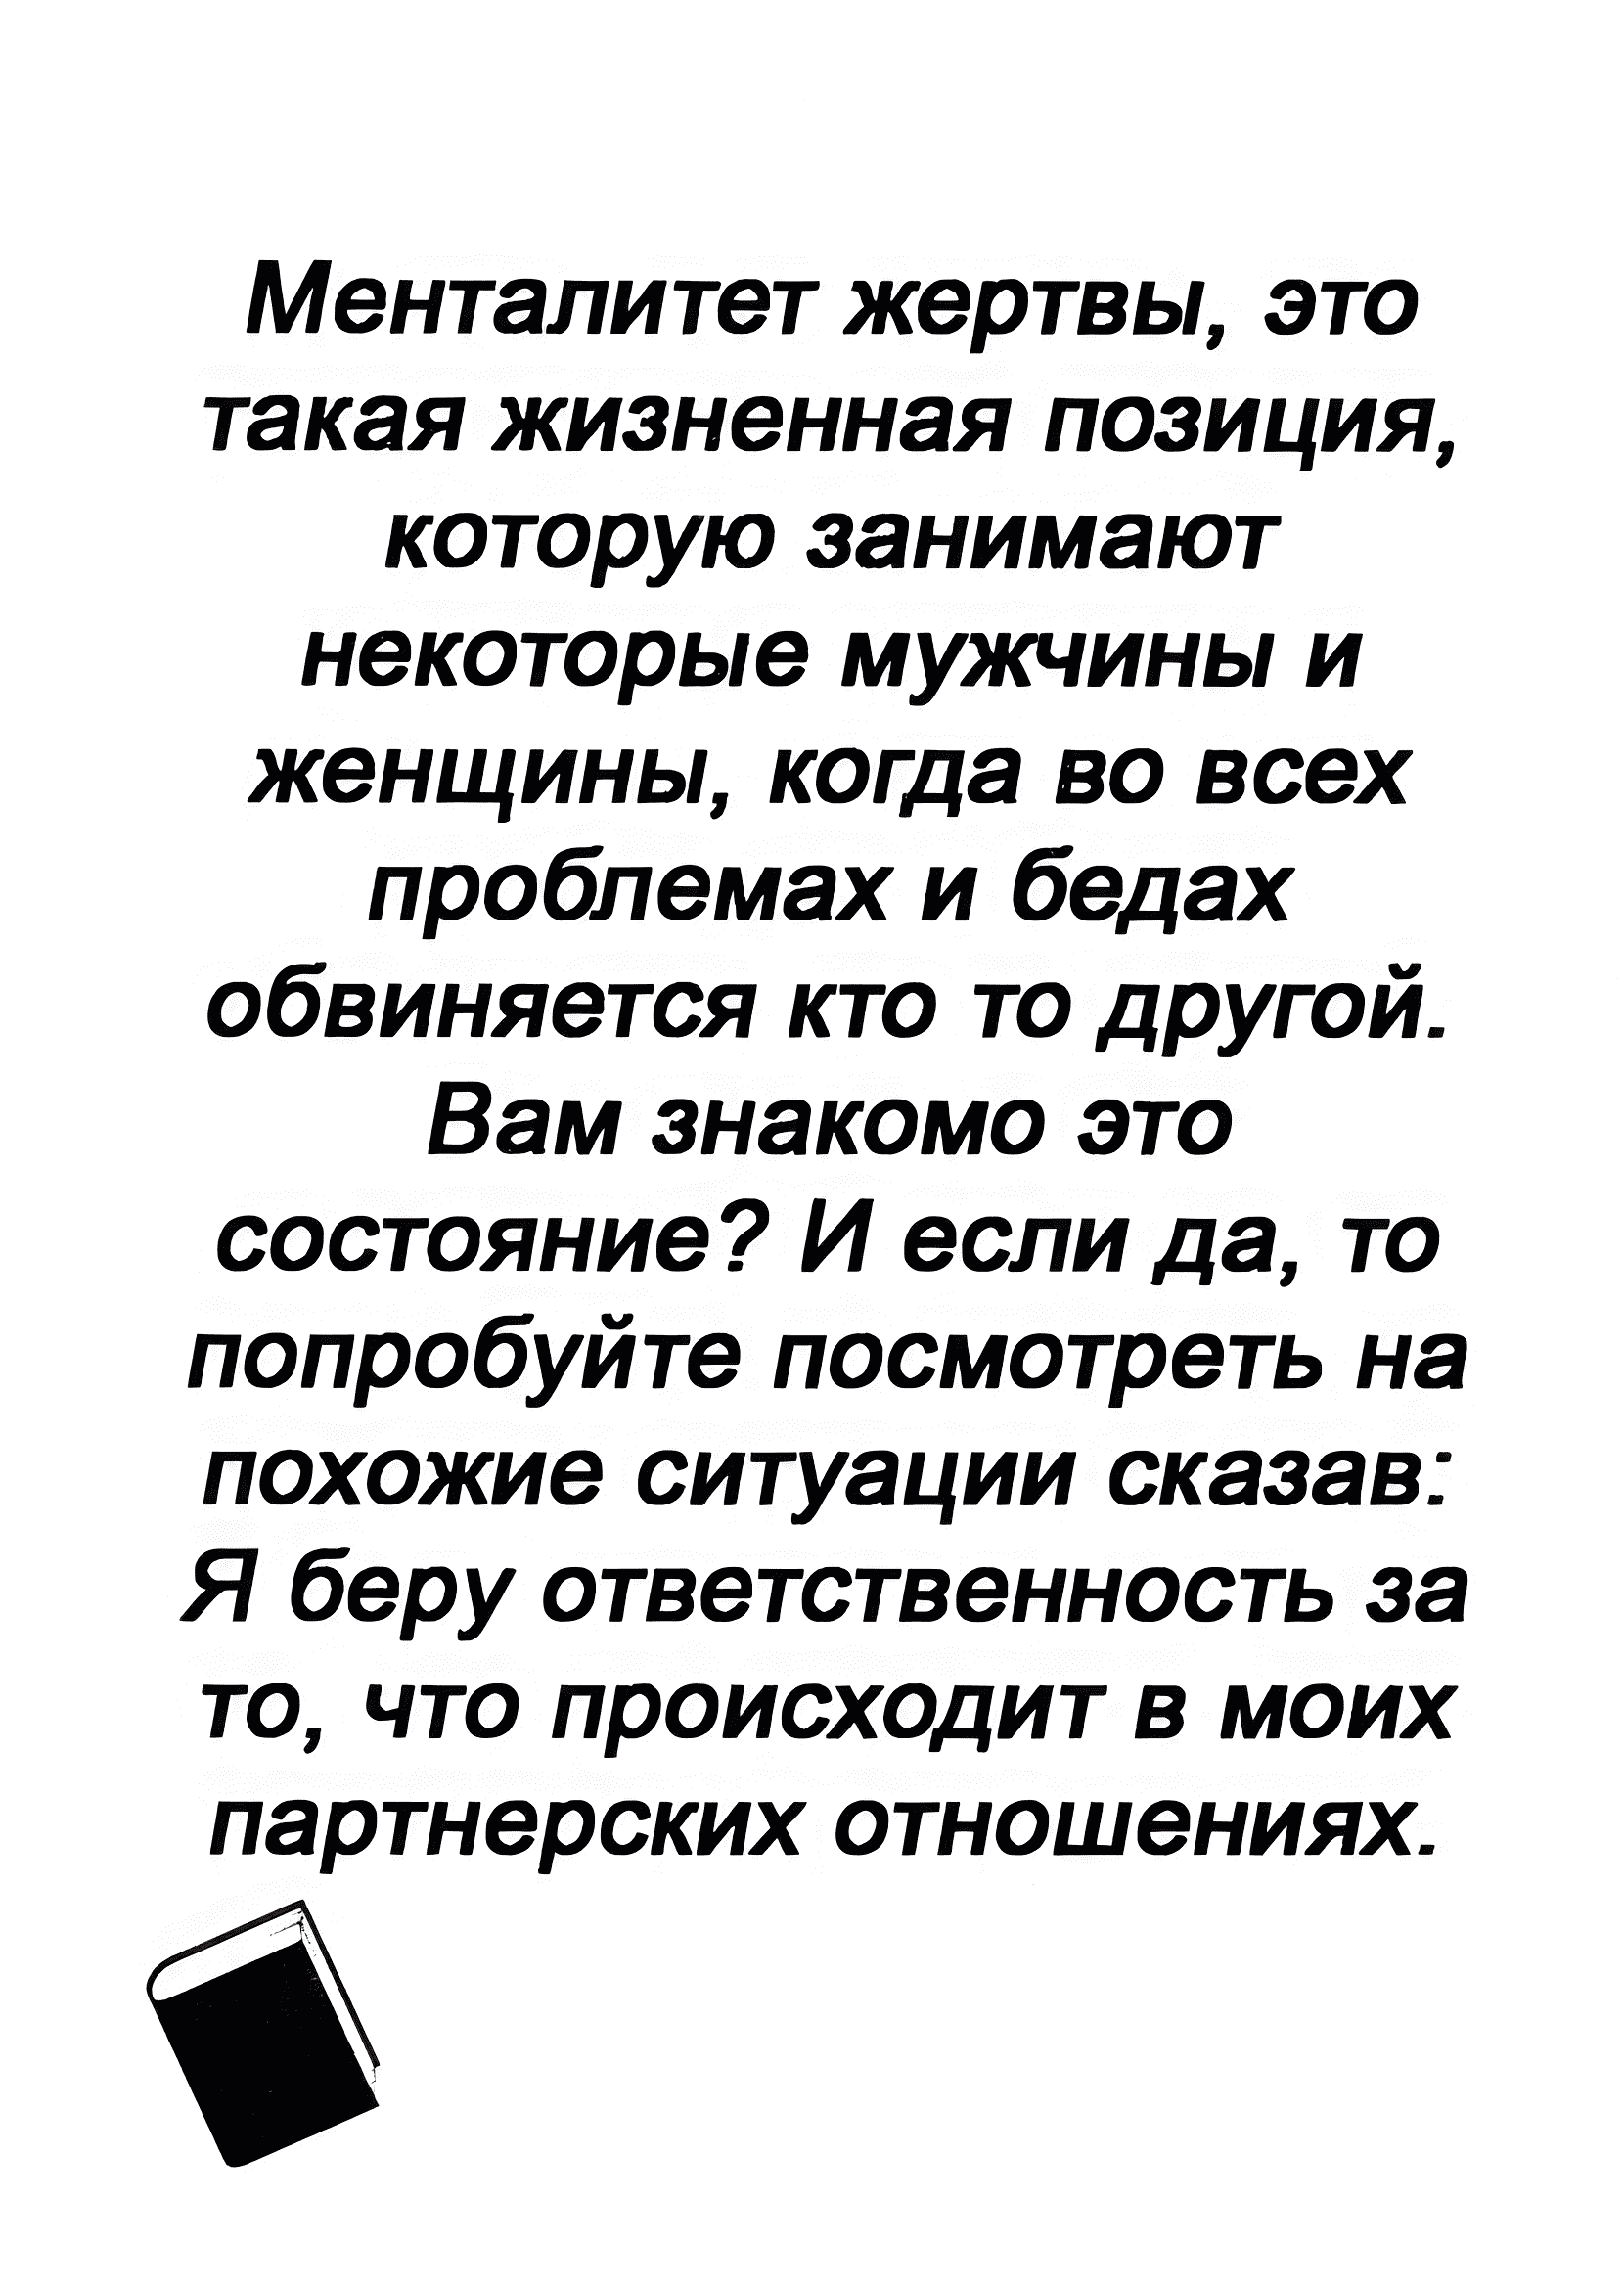 Менталитет жертвы, это
такая жизненная позиция,
которую занимают
некоторые мужчины и
женщины, когда во всех
проблемах и бедах
обвиняется кто то другой.
Вам знакомо это
состояние? И если да, то
попробуйте посмотреть на
похожие ситуации сказав:
Я беру ответственность за
то, что происходит в моих
партнерских отношениях.